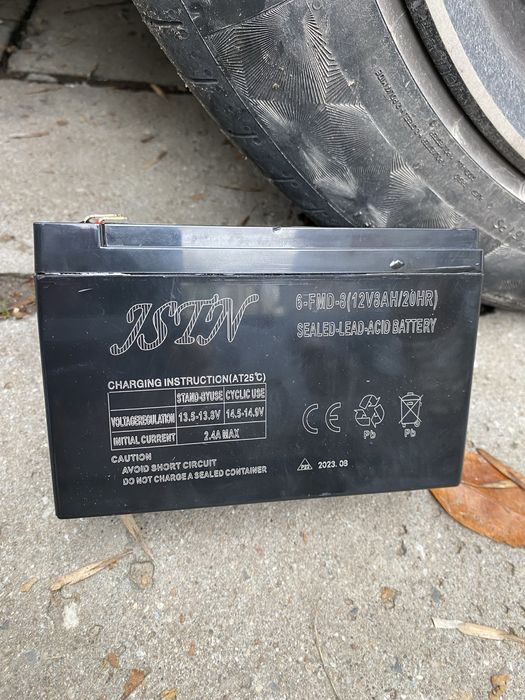 JSTJV
6-FMD-8(12V8AH/20HR)
SEALED-LEAD-ACID BATTERY
CHARGING INSTRUCTION(AT25℃)
STAND-BYUSE CYCLIC USE
VOLTAGEREGULATION 13.5-13.8V 14.5-14.9V
INITIAL CURRENT 2.4A MAX
CAUTION
AVOID SHORT CIRCUIT
DO NOT CHARGE A SEALED CONTAINER
CE
Pb
Pb
2023. 08